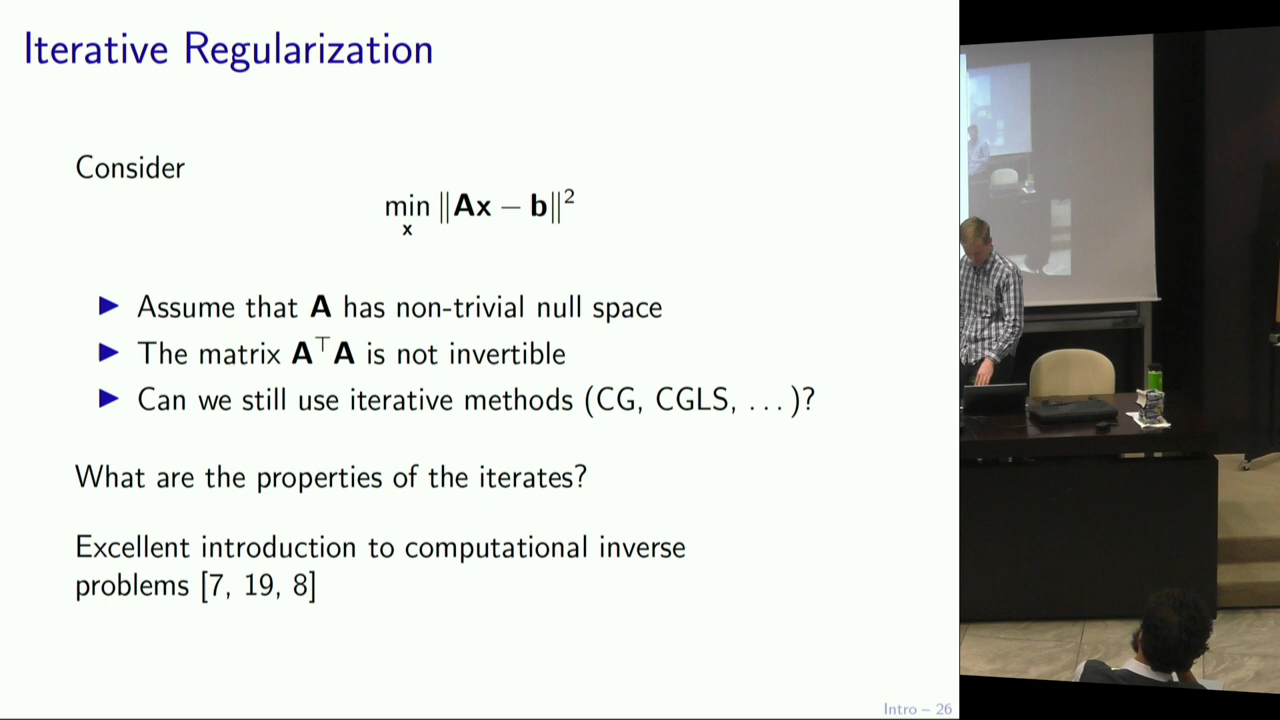 Iterative Regularization
Consider
min ‖Ax − b‖²
x
▶ Assume that A has non-trivial null space
▶ The matrix A⊤A is not invertible
▶ Can we still use iterative methods (CG, CGLS, . . . )?
What are the properties of the iterates?
Excellent introduction to computational inverse
problems [7, 19, 8]
Intro – 26